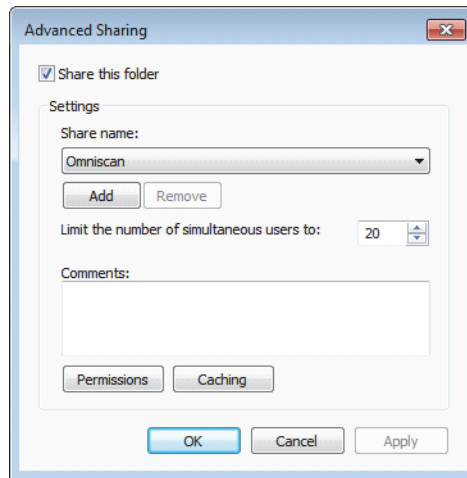 Advanced Sharing
Share this folder
Settings
Share name:
Omniscan
Add Remove
Limit the number of simultaneous users to: 20
Comments:
Permissions Caching
OK Cancel Apply